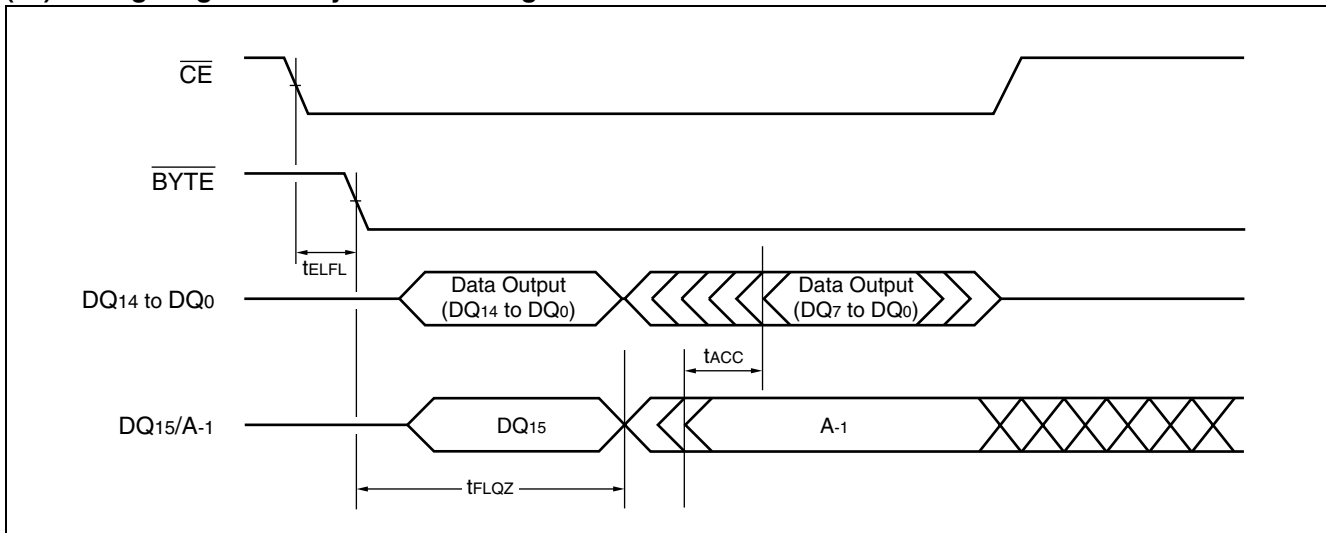 CE
BYTE
tELFL
DQ14 to DQ0
Data Output
(DQ14 to DQ0)
Data Output
(DQ7 to DQ0)
tACC
DQ15/A-1
DQ15
A-1
tFLQZ